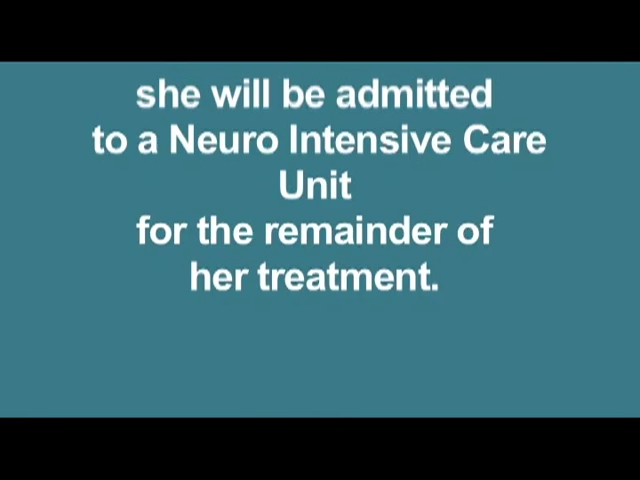 she will be admitted
to a Neuro Intensive Care
Unit
for the remainder of
her treatment.